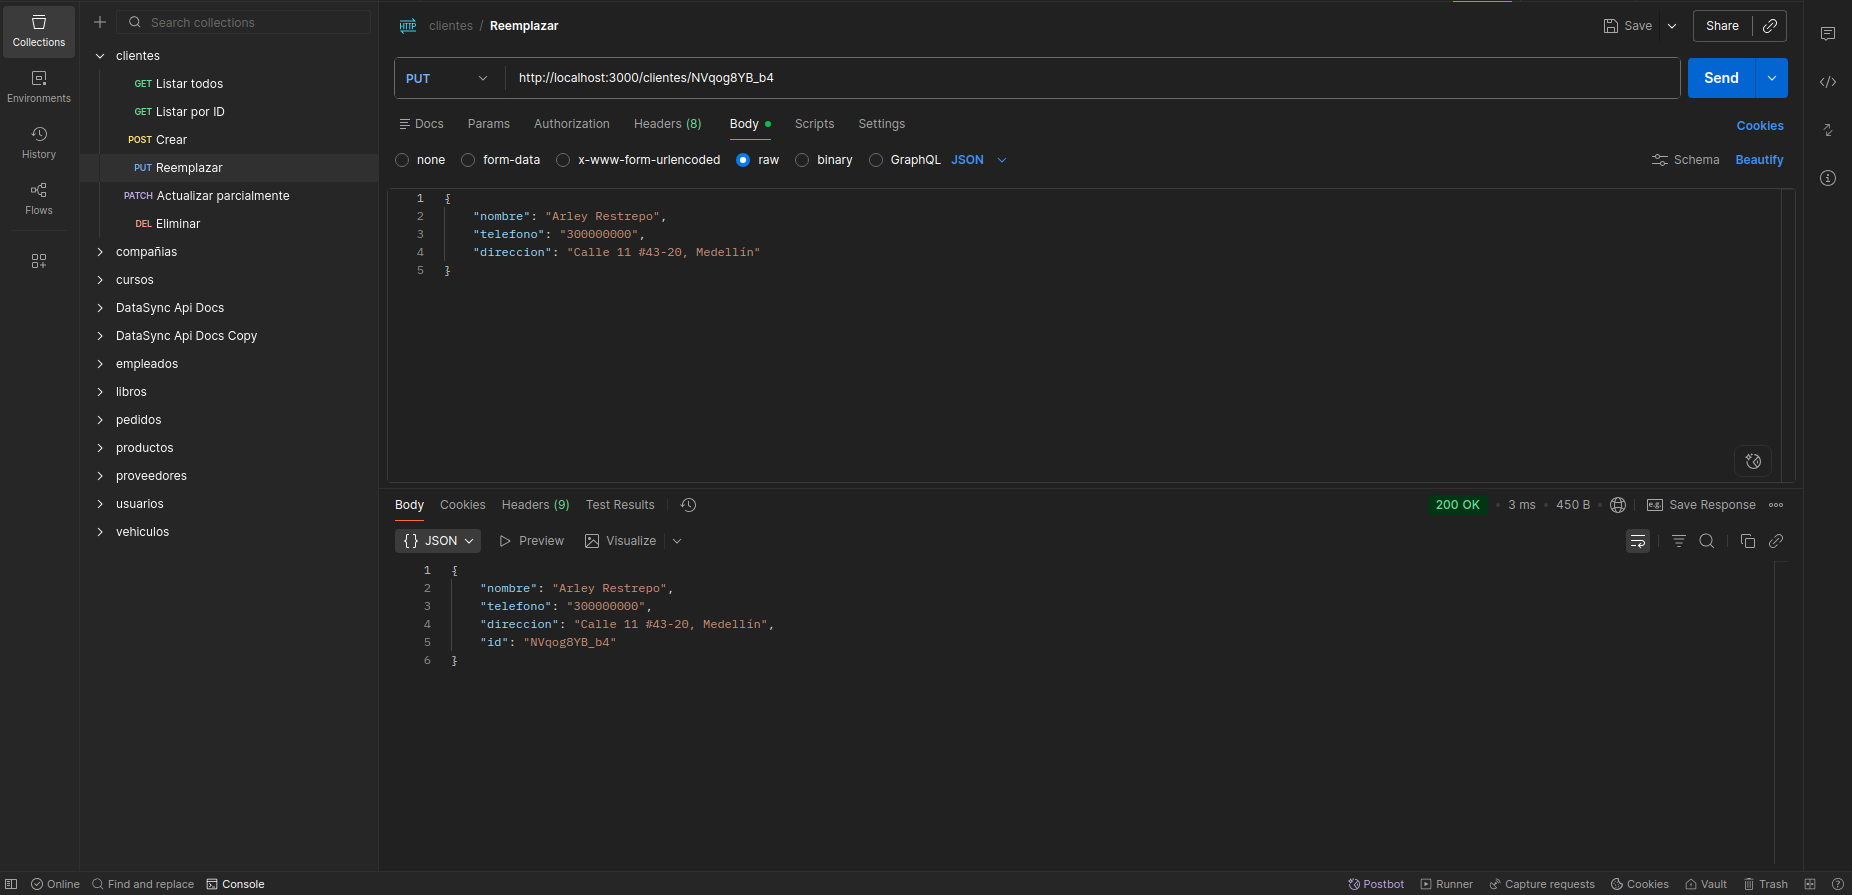 Collections
Environments
History
Flows
Search collections
clientes
GET Listar todos
GET Listar por ID
POST Crear
PUT Reemplazar
PATCH Actualizar parcialmente
DEL Eliminar
compañias
cursos
DataSync Api Docs
DataSync Api Docs Copy
empleados
libros
pedidos
productos
proveedores
usuarios
vehiculos
HTTP clientes / Reemplazar
Save
Share
PUT http://localhost:3000/clientes/NVqog8YB_b4
Send
Docs Params Authorization Headers (8) Body Scripts Settings
Cookies
none form-data x-www-form-urlencoded raw binary GraphQL JSON
Schema Beautify
1 {
2 "nombre": "Arley Restrepo",
3 "telefono": "300000000",
4 "direccion": "Calle 11 #43-20, Medellín"
5 }
Body Cookies Headers (9) Test Results
200 OK • 3 ms • 450 B
e.g. Save Response
{} JSON Preview Visualize
1 {
2 "nombre": "Arley Restrepo",
3 "telefono": "300000000",
4 "direccion": "Calle 11 #43-20, Medellín",
5 "id": "NVqog8YB_b4"
6 }
Online Find and replace Console
Postbot Runner Capture requests Cookies Vault Trash